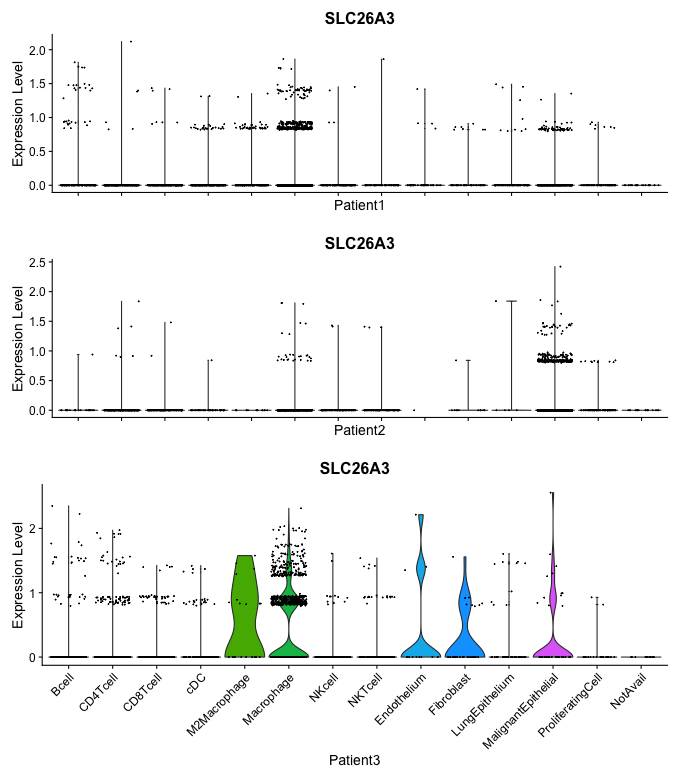 SLC26A3
Expression Level
2.0
1.5
1.0
0.5
0.0
Patient1
SLC26A3
Expression Level
2.5
2.0
1.5
1.0
0.5
0.0
Patient2
SLC26A3
Expression Level
2
1
0
Bcell
CD4Tcell
CD8Tcell
cDC
M2Macrophage
Macrophage
NKcell
NKTcell
Endothelium
Fibroblast
LungEpithelium
MalignantEpithelial
ProliferatingCell
NotAvail
Patient3